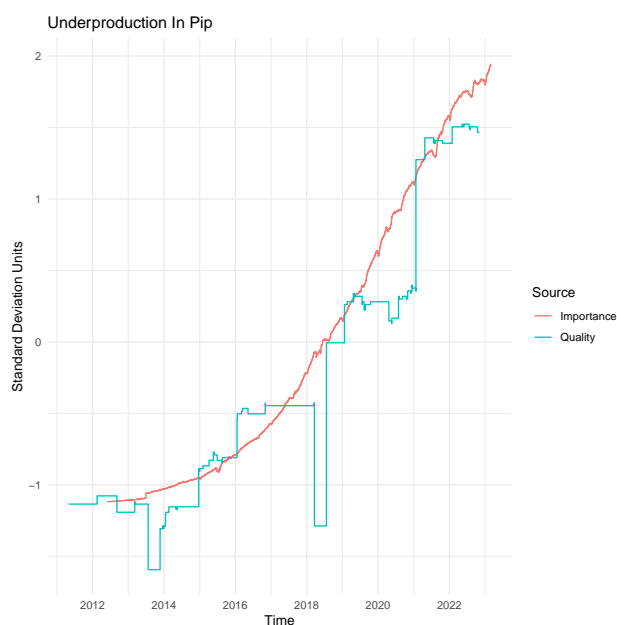 Underproduction In Pip
2
1
0
−1
Standard Deviation Units
2012 2014 2016 2018 2020 2022
Time
Source
Importance
Quality